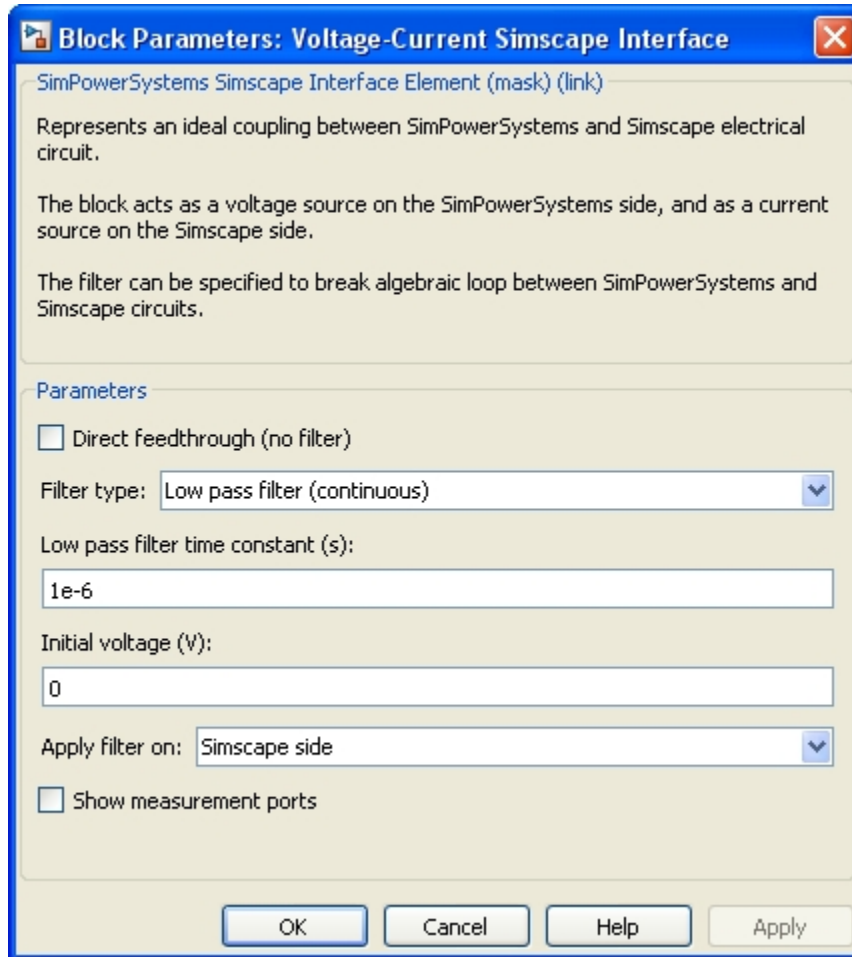 Block Parameters: Voltage-Current Simscape Interface
SimPowerSystems Simscape Interface Element (mask) (link)
Represents an ideal coupling between SimPowerSystems and Simscape electrical
circuit.
The block acts as a voltage source on the SimPowerSystems side, and as a current
source on the Simscape side.
The filter can be specified to break algebraic loop between SimPowerSystems and
Simscape circuits.
Parameters
Direct feedthrough (no filter)
Filter type: Low pass filter (continuous)
Low pass filter time constant (s):
1e-6
Initial voltage (V):
0
Apply filter on: Simscape side
Show measurement ports
OK Cancel Help Apply